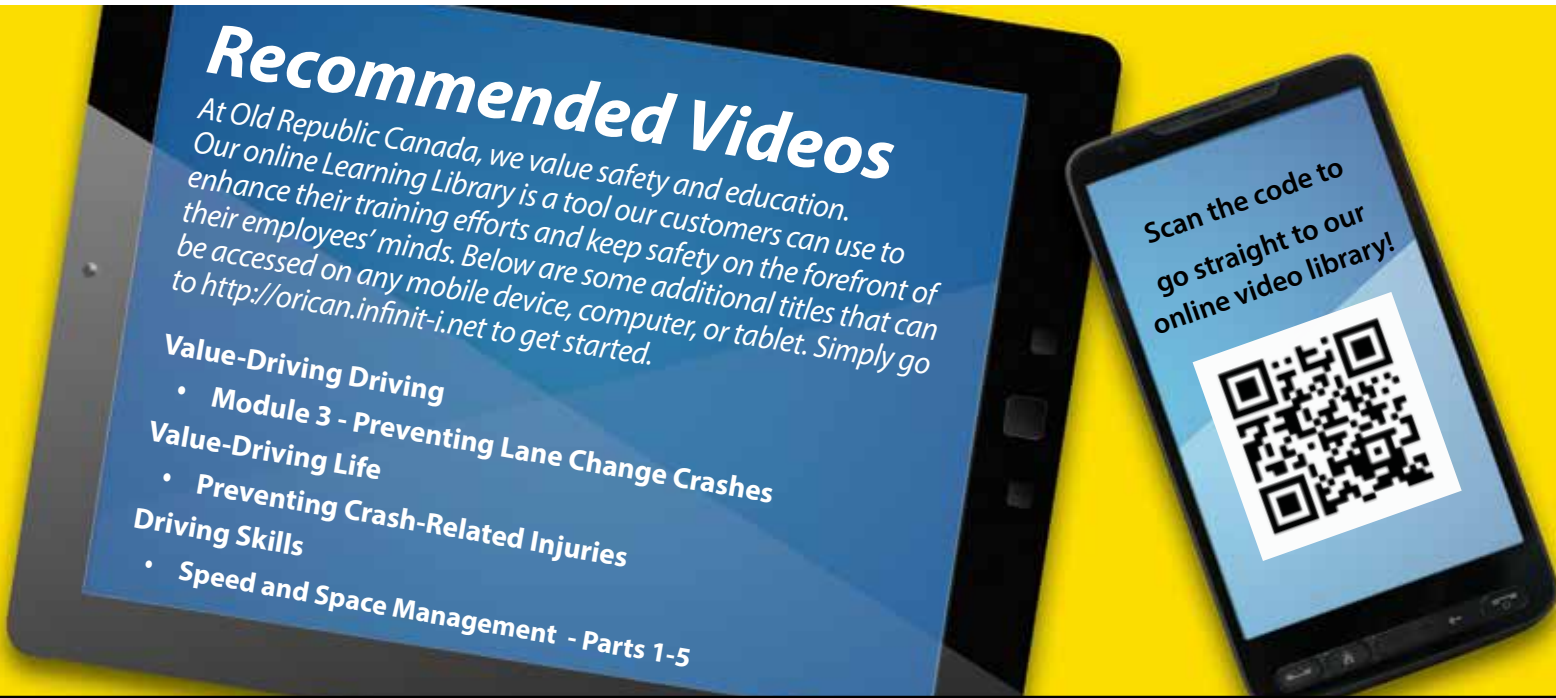 Recommended Videos
At Old Republic Canada, we value safety and education.
Our online Learning Library is a tool our customers can use to
enhance their training efforts and keep safety on the forefront of
their employees' minds. Below are some additional titles that can
be accessed on any mobile device, computer, or tablet. Simply go
to http://orican.infinit-i.net to get started.
Value-Driving Driving
• Module 3 - Preventing Lane Change Crashes
Value-Driving Life
• Preventing Crash-Related Injuries
Driving Skills
• Speed and Space Management - Parts 1-5
Scan the code to
go straight to our
online video library!